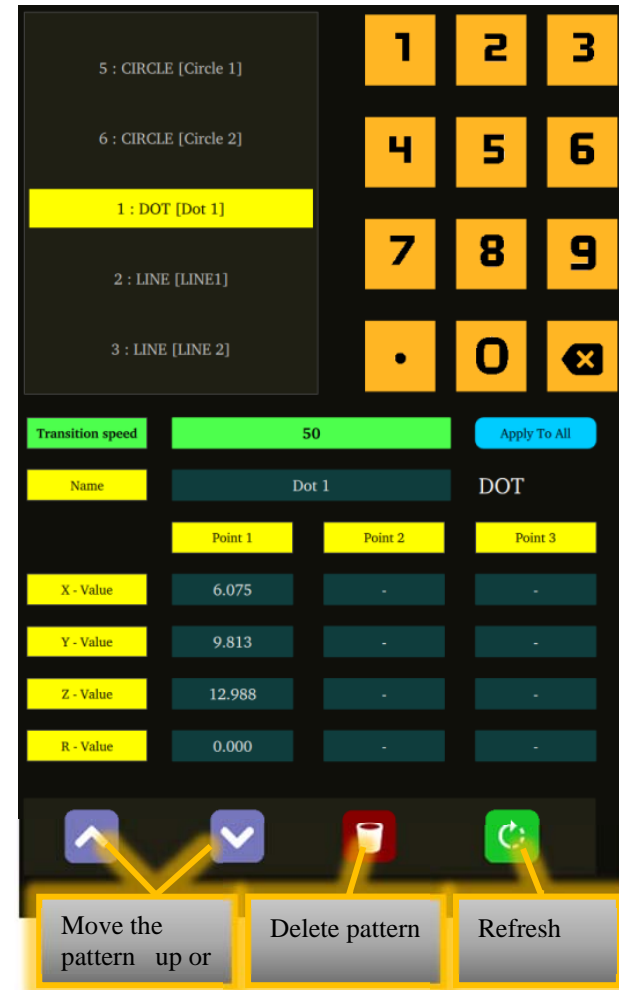 5 : CIRCLE [Circle 1]
6 : CIRCLE [Circle 2]
1 : DOT [Dot 1]
2 : LINE [LINE1]
3 : LINE [LINE 2]
1 2 3
4 5 6
7 8 9
. 0
Transition speed 50 Apply To All
Name Dot 1 DOT
Point 1 Point 2 Point 3
X - Value 6.075 - -
Y - Value 9.813 - -
Z - Value 12.988 - -
R - Value 0.000 - -
Move the
pattern up or
Delete pattern
Refresh